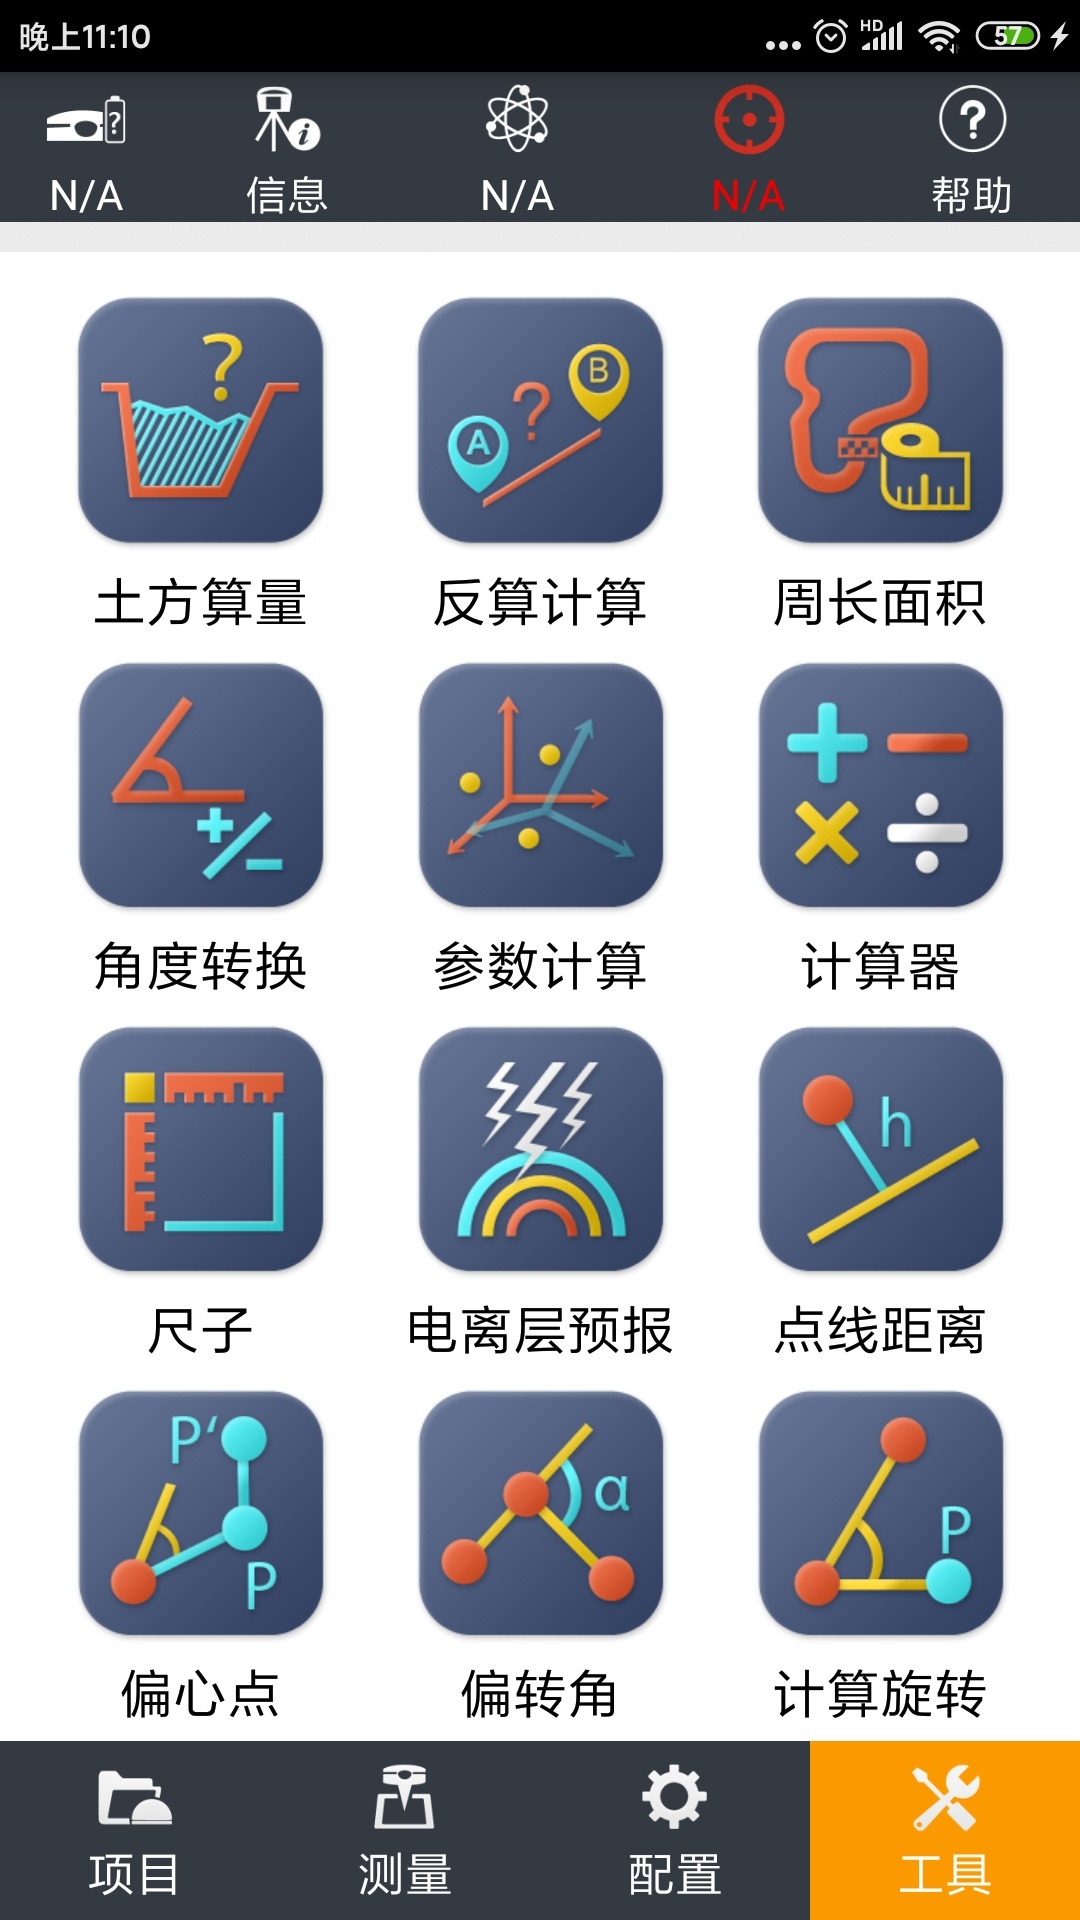 晚上11:10
HD
57
?
i
?
N/A
信息
N/A
N/A
帮助
?
A
?
B
土方算量
反算计算
周长面积
角度转换
参数计算
计算器
h
尺子
电离层预报
点线距离
P‘
P
α
P
偏心点
偏转角
计算旋转
项目
测量
配置
工具